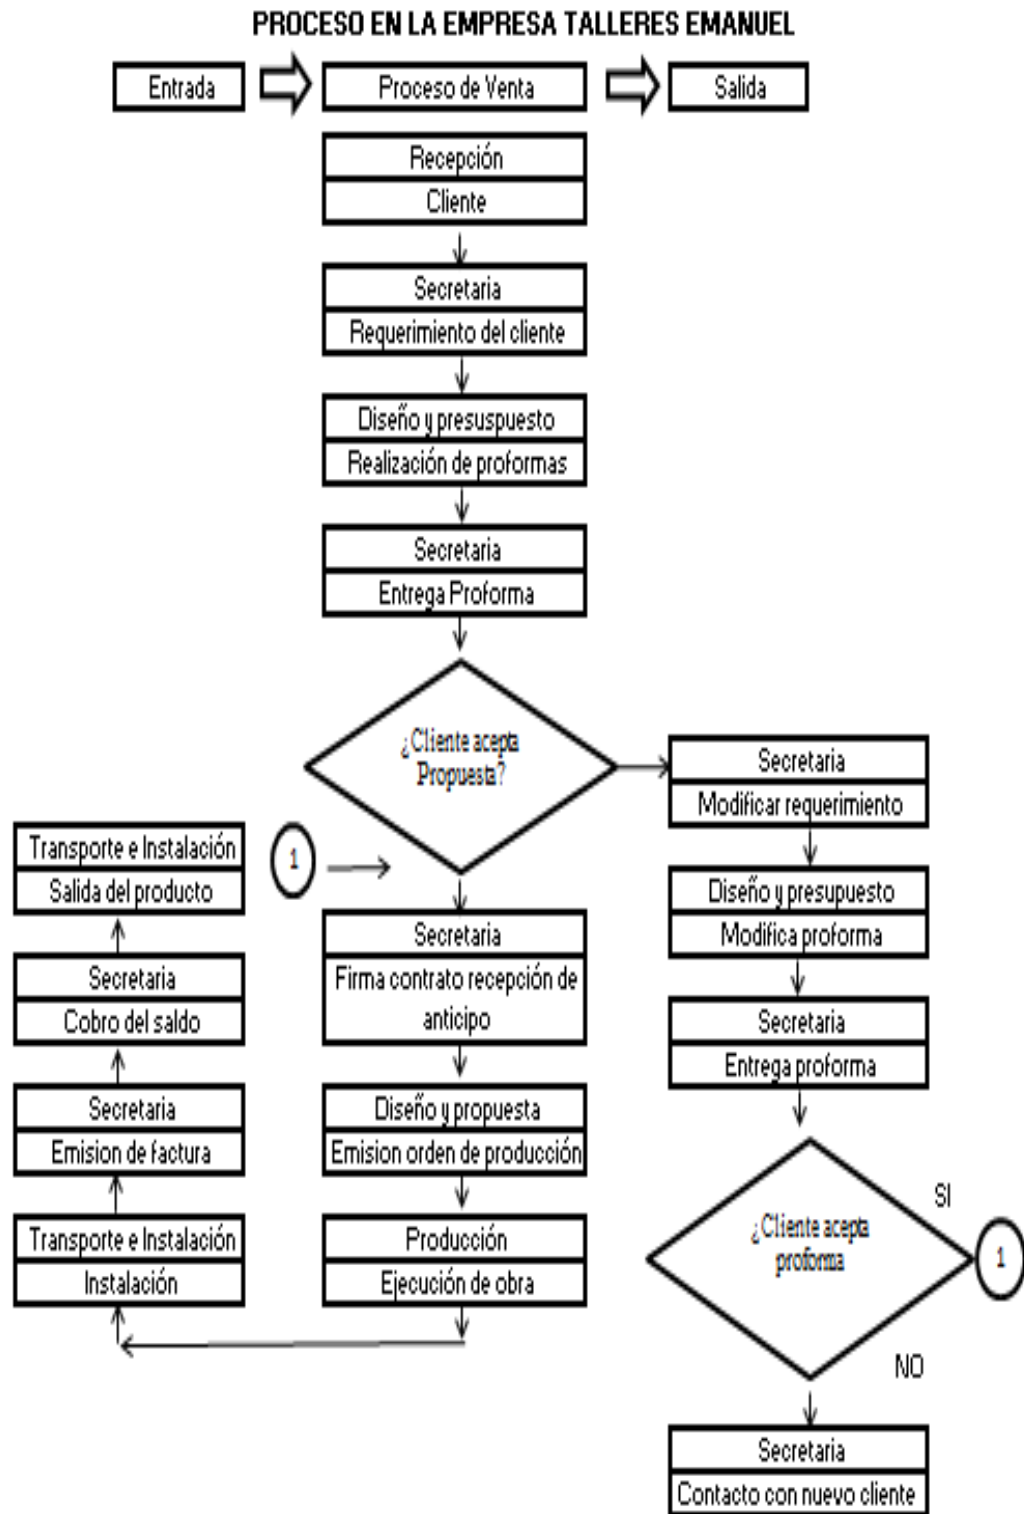 PROCESO EN LA EMPRESA TALLERES EMANUEL
Entrada
Proceso de Venta
Salida
Recepción
Cliente
Secretaria
Requerimiento del cliente
Diseño y presuspuesto
Realización de proformas
Secretaria
Entrega Proforma
¿Cliente acepta
Propuesta?
Secretaria
Modificar requerimiento
Diseño y presupuesto
Modifica proforma
Secretaria
Entrega proforma
¿Cliente acepta
proforma
SI
1
NO
Secretaria
Contacto con nuevo cliente
1
Secretaria
Firma contrato recepción de
anticipo
Diseño y propuesta
Emision orden de producción
Producción
Ejecución de obra
Transporte e Instalación
Instalación
Secretaria
Emision de factura
Secretaria
Cobro del saldo
Transporte e Instalación
Salida del producto